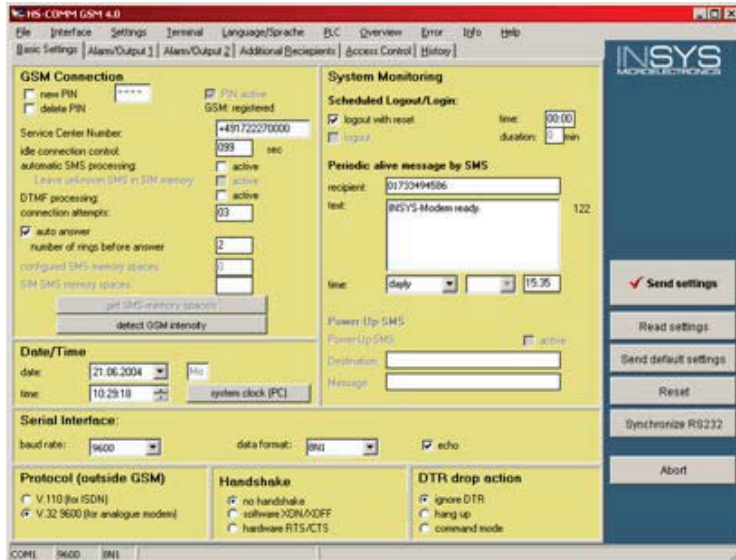 HS-COMM GSM 4.0
File Interface Settings Terminal Language/Sprache PLC Overview Error Info Help
Basic Settings Alarm/Output 1 Alarm/Output 2 Additional Reciepients Access Control History
INSYS
MICROELECTRONICS
GSM Connection
new PIN
****
PIN active
delete PIN
GSM: registered
Service Center Number:
+491722270000
idle connection control:
099 sec
automatic SMS processing:
active
Leave unknown SMS in SIM memory
active
DTMF processing:
active
connection attempts:
03
auto answer
number of rings before answer
2
configured SMS memory spaces
0
SIM SMS memory spaces
get SMS-memory spaces
detect GSM intensity
System Monitoring
Scheduled Logout/Login:
logout with reset
time: 00:00
logout
duration: 0 min
Periodic alive message by SMS
recipient: 01733494586
text: INSYS-Modem ready.
122
time: daily 15:35
Power-Up-SMS
Power-Up-SMS
active
Destination:
Message:
Date/Time
date: 21.06.2004
Mo
time: 10:29:18
system clock (PC)
Serial Interface:
baud rate: 9600
data format: 8N1
echo
Protocol (outside GSM)
V.110 (for ISDN)
V.32 9600 (for analogue modem)
Handshake
no handshake
software XON/XOFF
hardware RTS/CTS
DTR drop action
ignore DTR
hang up
command mode
Send settings
Read settings
Send default settings
Reset
Synchronize RS232
Abort
COM1 9600 8N1